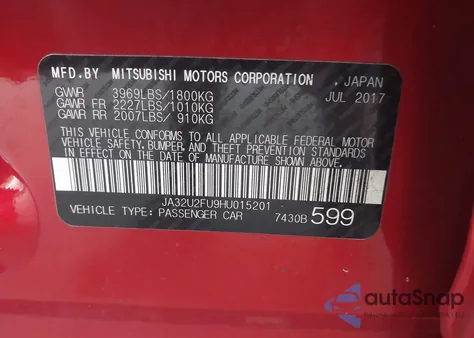 MFD.BY MITSUBISHI MOTORS CORPORATION , JAPAN
GVWR 3969LBS/1800KG JUL 2017
GAWR FR 2227LBS/1010KG
GAWR RR 2007LBS/ 910KG
THIS VEHICLE CONFORMS TO ALL APPLICABLE FEDERAL MOTOR
VEHICLE SAFETY, BUMPER, AND THEFT PREVENTION STANDARDS
IN EFFECT ON THE DATE OF MANUFACTURE SHOWN ABOVE.
JA32U2FU9HU015201
VEHICLE TYPE: PASSENGER CAR 7430B 599
autoSnap